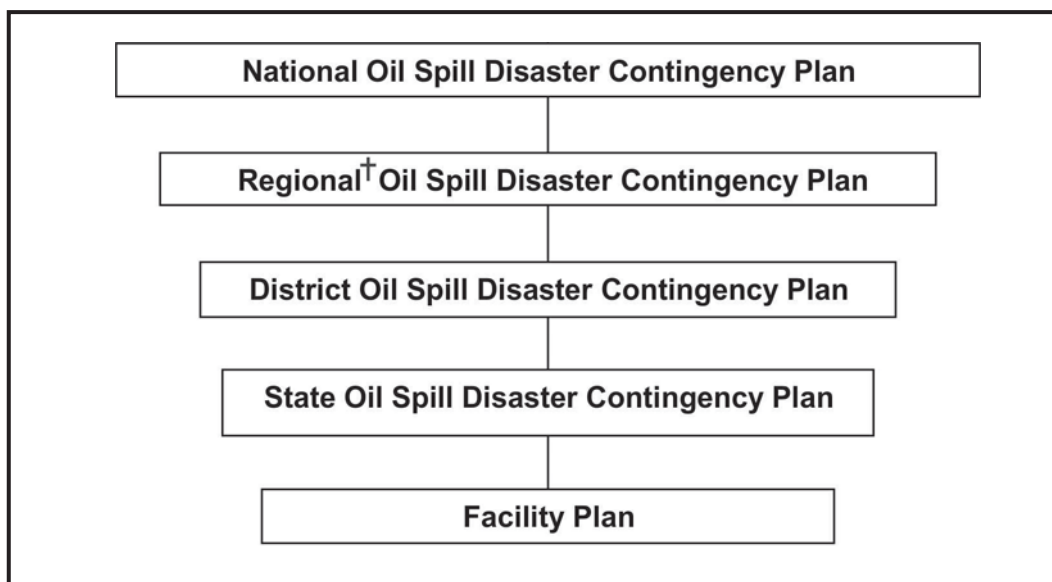 National Oil Spill Disaster Contingency Plan
Regional† Oil Spill Disaster Contingency Plan
District Oil Spill Disaster Contingency Plan
State Oil Spill Disaster Contingency Plan
Facility Plan